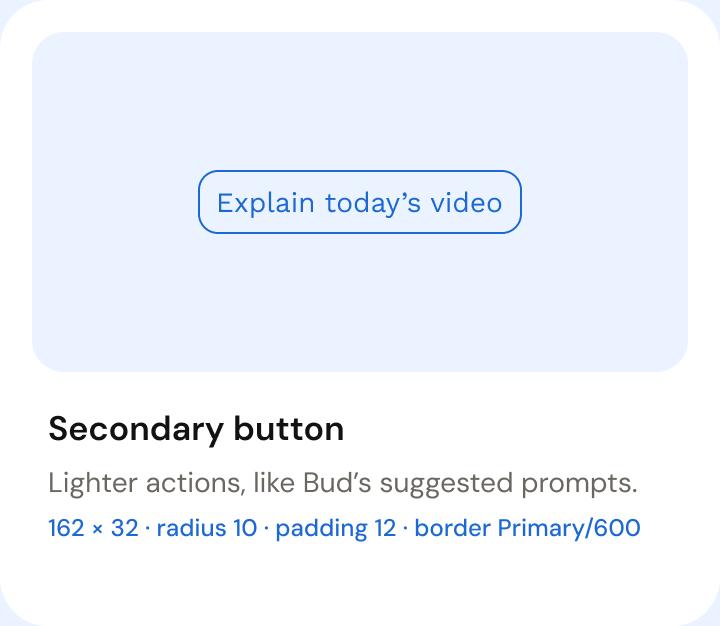 Explain today’s video
Secondary button
Lighter actions, like Bud’s suggested prompts.
162 × 32 · radius 10 · padding 12 · border Primary/600